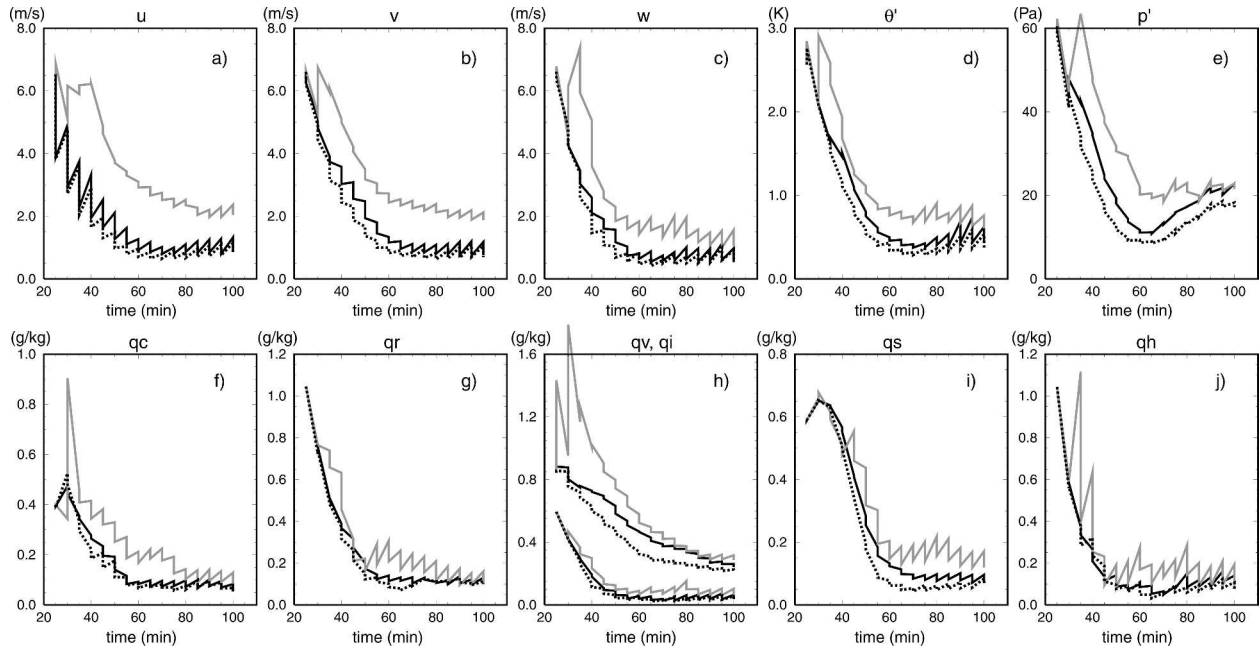 (m/s) u
(m/s) v
(m/s) w
(K) θ'
(Pa) p'
8.0 6.0 4.0 2.0 0.0
a)
20 40 60 80 100
time (min)
8.0 6.0 4.0 2.0 0.0
b)
20 40 60 80 100
time (min)
8.0 6.0 4.0 2.0 0.0
c)
20 40 60 80 100
time (min)
3.0 2.0 1.0 0.0
d)
20 40 60 80 100
time (min)
60 40 20 0
e)
20 40 60 80 100
time (min)
(g/kg) qc
(g/kg) qr
(g/kg) qv, qi
(g/kg) qs
(g/kg) qh
1.0 0.8 0.6 0.4 0.2 0.0
f)
20 40 60 80 100
time (min)
1.2 1.0 0.8 0.6 0.4 0.2 0.0
g)
20 40 60 80 100
time (min)
1.6 1.2 0.8 0.4 0.0
h)
20 40 60 80 100
time (min)
0.8 0.6 0.4 0.2 0.0
i)
20 40 60 80 100
time (min)
1.2 1.0 0.8 0.6 0.4 0.2 0.0
j)
20 40 60 80 100
time (min)